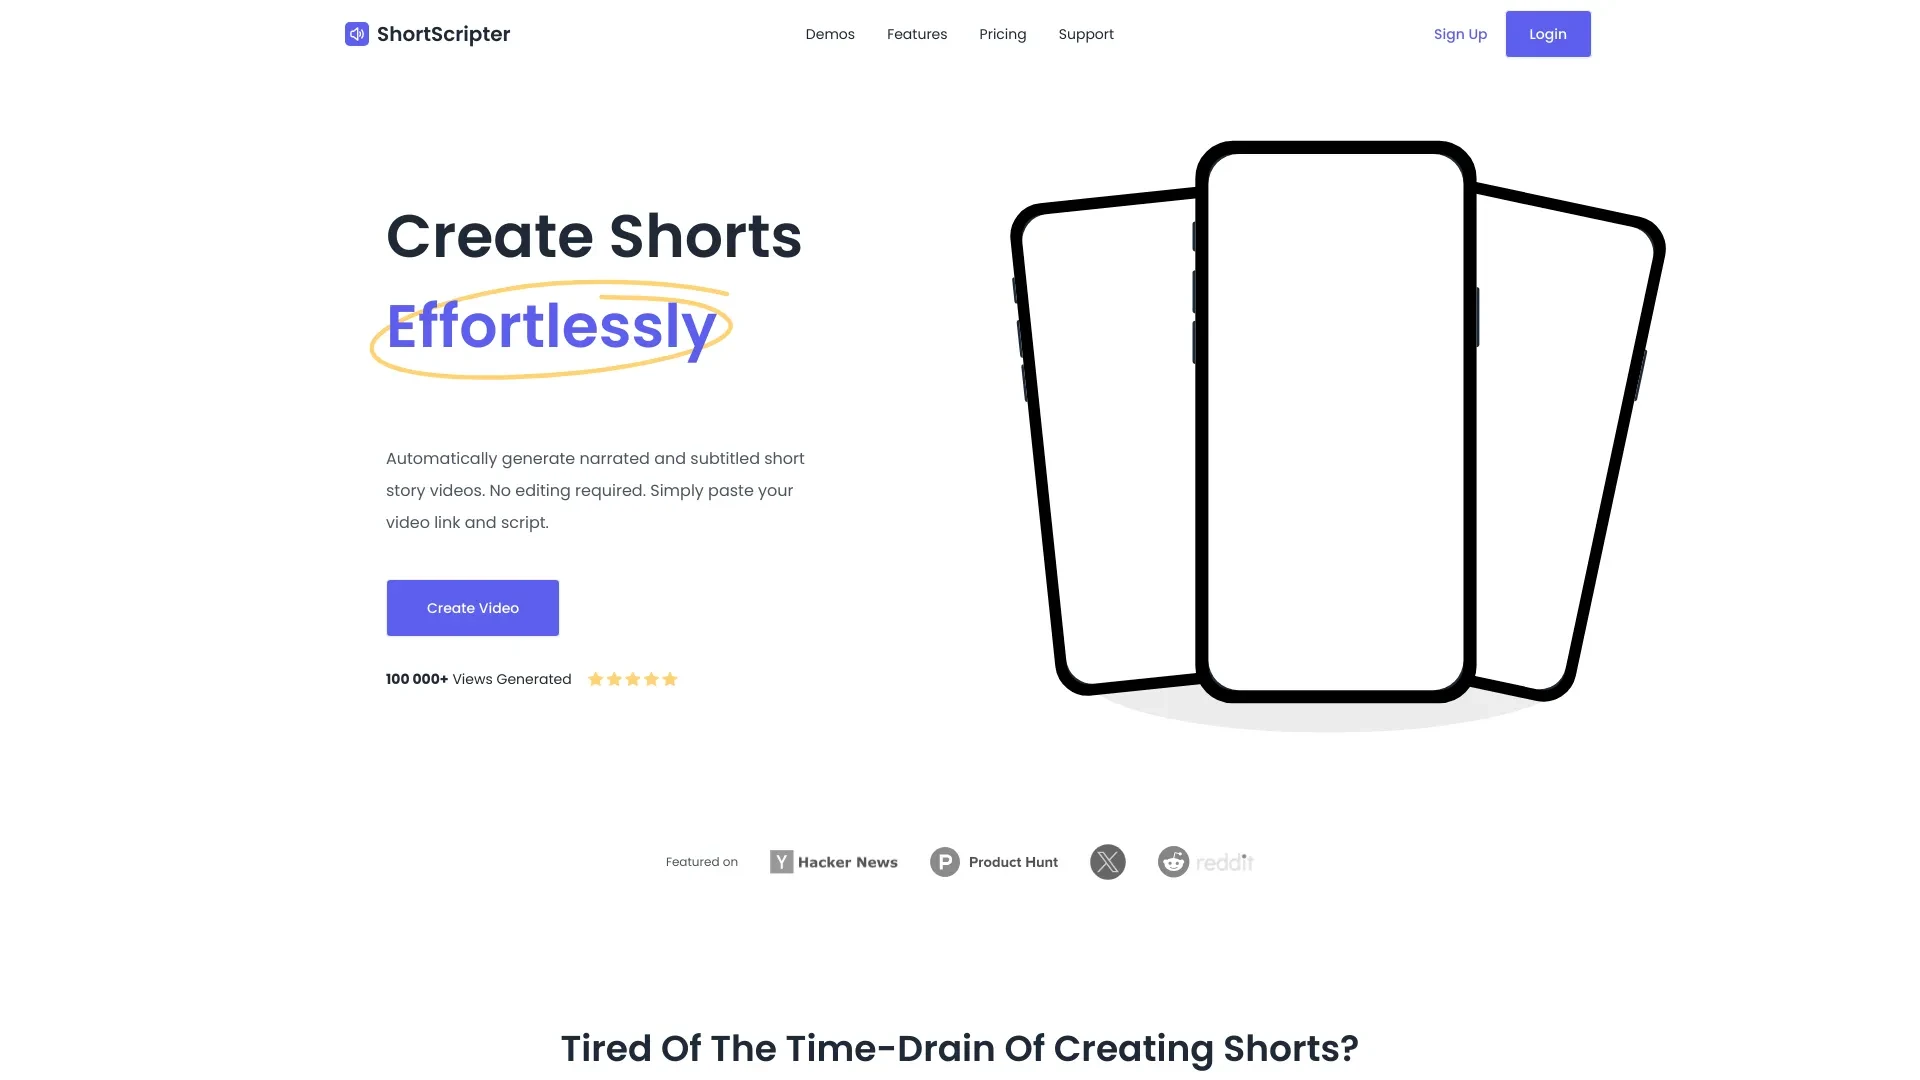 ShortScripter
Demos
Features
Pricing
Support
Sign Up
Login
Create Shorts
Effortlessly
Automatically generate narrated and subtitled short
story videos. No editing required. Simply paste your
video link and script.
Create Video
100 000+ Views Generated
Featured on
Y Hacker News
P Product Hunt
X
reddit
Tired Of The Time-Drain Of Creating Shorts?